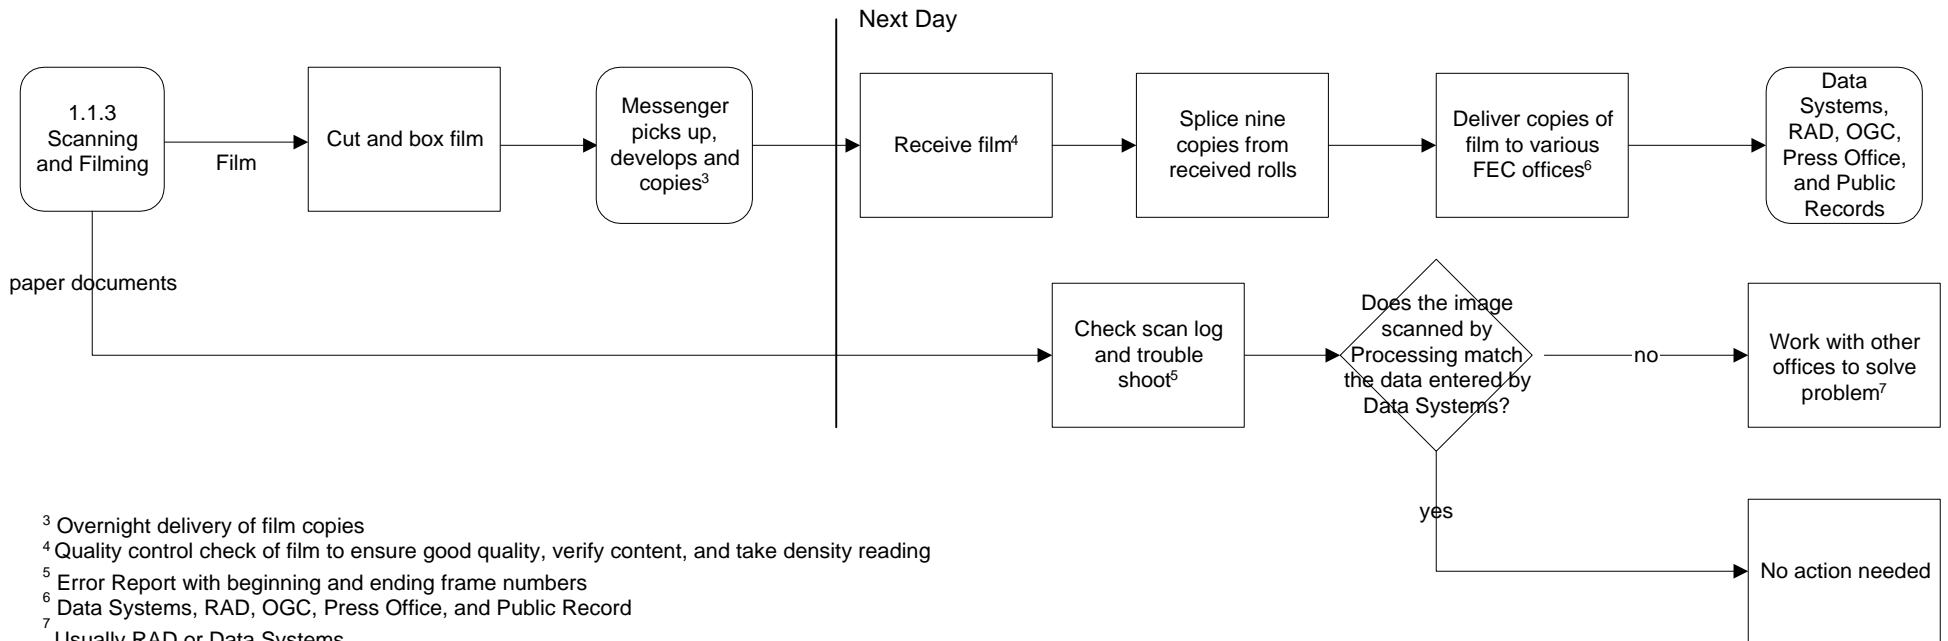 Next Day
1.1.3
Scanning
and Filming
Film
Cut and box film
Messenger
picks up,
develops and
copies³
Receive film⁴
Splice nine
copies from
received rolls
Deliver copies of
film to various
FEC offices⁶
Data
Systems,
RAD, OGC,
Press Office,
and Public
Records
paper documents
Check scan log
and trouble
shoot⁵
Does the image
scanned by
Processing match
the data entered by
Data Systems?
no
Work with other
offices to solve
problem⁷
yes
No action needed
³ Overnight delivery of film copies
⁴ Quality control check of film to ensure good quality, verify content, and take density reading
⁵ Error Report with beginning and ending frame numbers
⁶ Data Systems, RAD, OGC, Press Office, and Public Record
⁷ Usually RAD or Data Systems